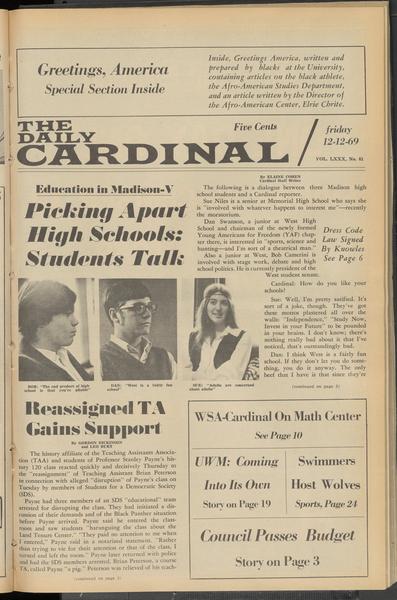 Greetings, America
Special Section Inside
Inside, Greetings America, written and
prepared by blacks at the University,
containing articles on the black athlete,
the Afro-American Studies Department,
and an article written by the Director of
the Afro-American Center, Elrie Chrite.
THE
DAILY
CARDINAL
Five Cents
friday
12-12-69
VOL. LXXX, No. 61
Education in Madison-V
Picking Apart
High Schools:
Students Talk
By ELAINE COHEN
Cardinal Staff Writer
The following is a dialogue between three Madison high
school students and a Cardinal reporter.
Sue Niles is a senior at Memorial High School who says she
is "involved with whatever happens to interest me"—recently
the moratorium.
Dan Swanson, a junior at West High
School and chairman of the newly formed
Young Americans for Freedom (YAF) chap-
ter there, is interested in "sports, science and
hunting—and I'm sort of a theatrical man."
Also a junior at West, Bob Camerini is
involved with stage work, debate and high
school politics. He is currently presidents of the
West student senate.
Cardinal: How do you like your
schools?
Sue: Well, I'm pretty satified. It's
sort of a joke, though. They've got
these motos plastered all over the
walls: "Independence," "Study Now,
Invest in your Future" to be pounded
in your brains. I don't know; there's
nothing really bad about is that I've
noticed, that's outstandingly bad.
Dan: I think West is a fairly fun
school. If they don't let you do some-
thing, you do it anyway. The only
beef that I have is that since they're
(continued on page 3)
Dress Code
Law Signed
By Knowles
See Page 6
BOB: "The end product of high
school is that you're
DAN: "West is a fairly fun
school"
SUE: "Adults are concerned
about adults"
Reassigned TA
Gains Support
By GORDON DICKINSON
and LEO BURT
The history affiliate of the Teaching Assistants Associa-
tion (TAA) and students of Professor Stanley Payne's his-
tory 120 class reacted quickly and decisively Thursday to
the "reassignment" of Teaching Assistant Brian Peterson
in connection with alleged "disruption" of Payne's class on
Tuesday by members of Students for a Democratic Society
(SDS).
Payne had three members of an SDS "educational" team
arrested for disrupting the class. They had initiated a dis-
cussion of their demands and of the Black Panther situation
before Payne arrived. Payne said he entered the class-
room and saw students "haranguing the class about the
Land Tenure Center." "They paid no attention to me when
I entered," Payne said in a notarized statement. "Rather
than trying to vie for their attention or that of the class, I
turned and left the room." Payne later returned with police
and had the SDS members arrested. Brian Peterson, a course
TA, called Payne "a pig." Peterson was relieved of his teach-
(continued on page 3)
WSA-Cardinal On Math Center
See Page 10
UWM: Coming
Into Its Own
Story on Page 19
Swimmers
Host Wolves
Sports, Page 24
Council Passes Budget
Story on Page 3